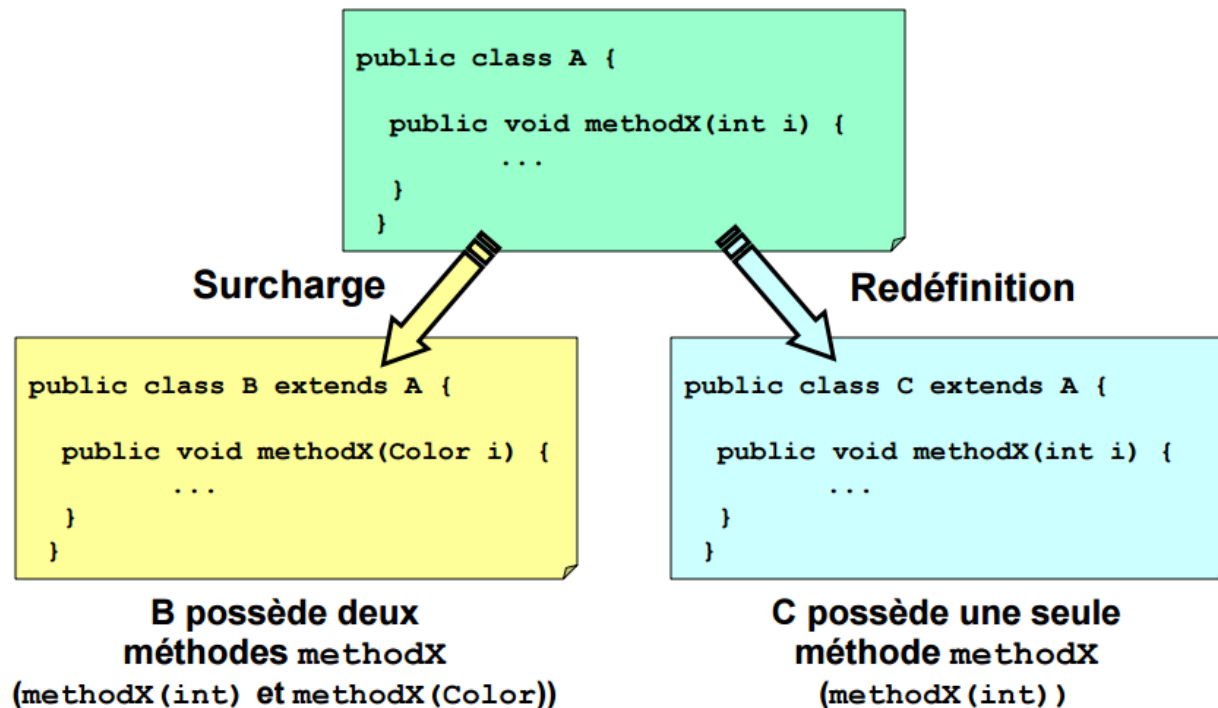 public class A {
public void methodX(int i) {
...
}
}
Surcharge
Redéfinition
public class B extends A {
public void methodX(Color i) {
...
}
}
public class C extends A {
public void methodX(int i) {
...
}
}
B possède deux
méthodes methodX
(methodX(int) et methodX(Color))
C possède une seule
méthode methodX
(methodX(int))